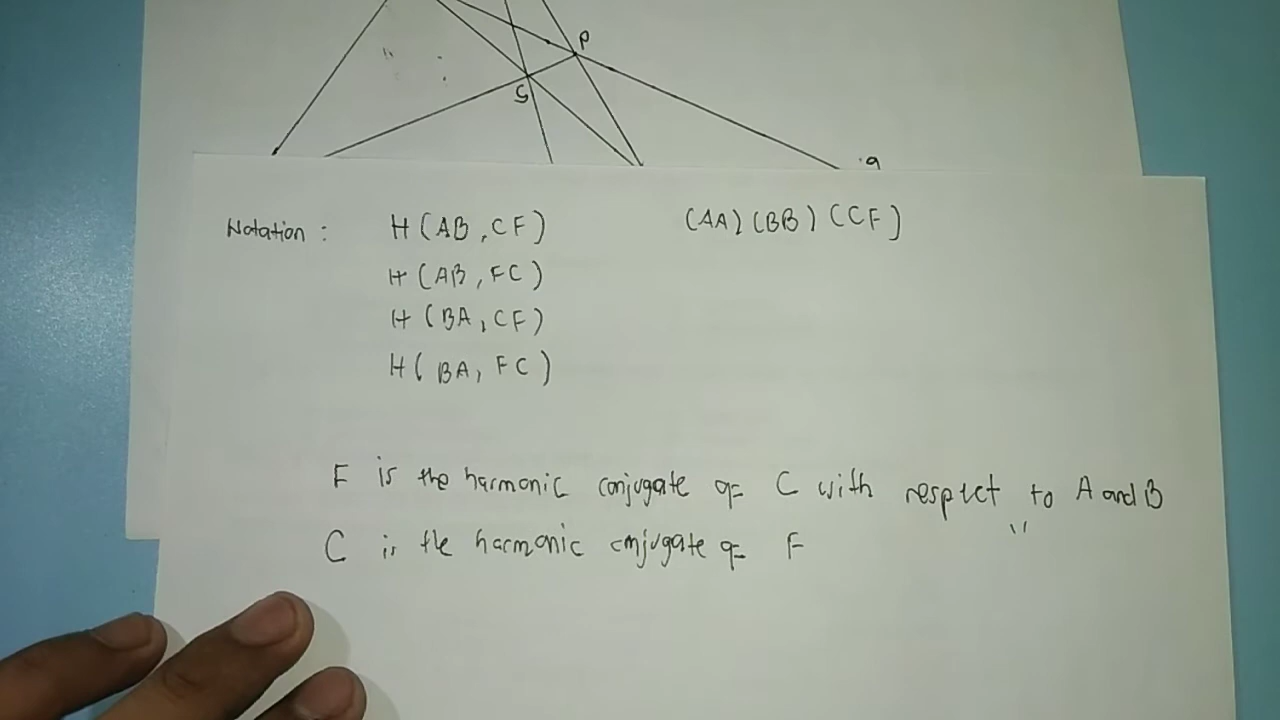 P
S
q
Notation : H (AB , CF) (AA) (BB) (CCF)
H (AB , FC)
H (BA , CF)
H ( BA , FC )
F is the harmonic conjugate of C with respect to A and B
C is the harmonic conjugate of F "